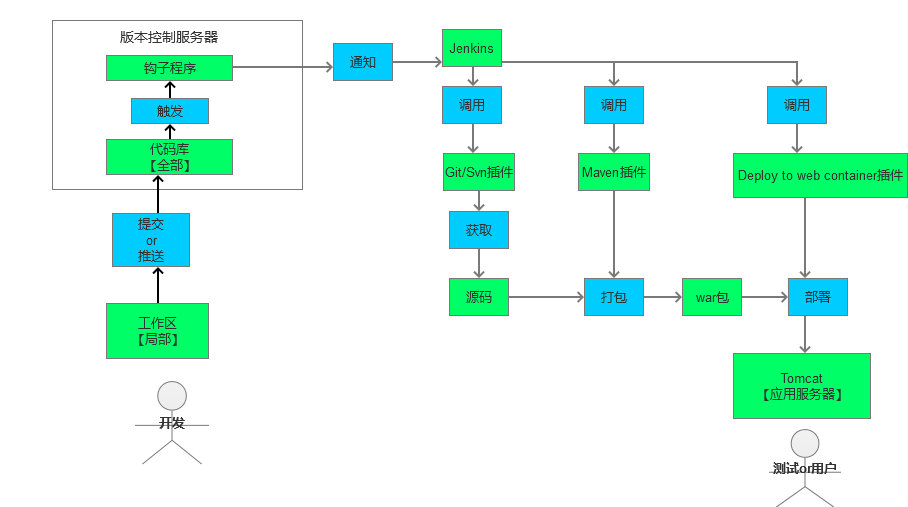 版本控制服务器
钩子程序
触发
代码库
【全部】
提交
or
推送
工作区
【局部】
开发
通知
Jenkins
调用
调用
调用
Git/Svn插件
Maven插件
Deploy to web container插件
获取
源码
打包
war包
部署
Tomcat
【应用服务器】
测试or用户